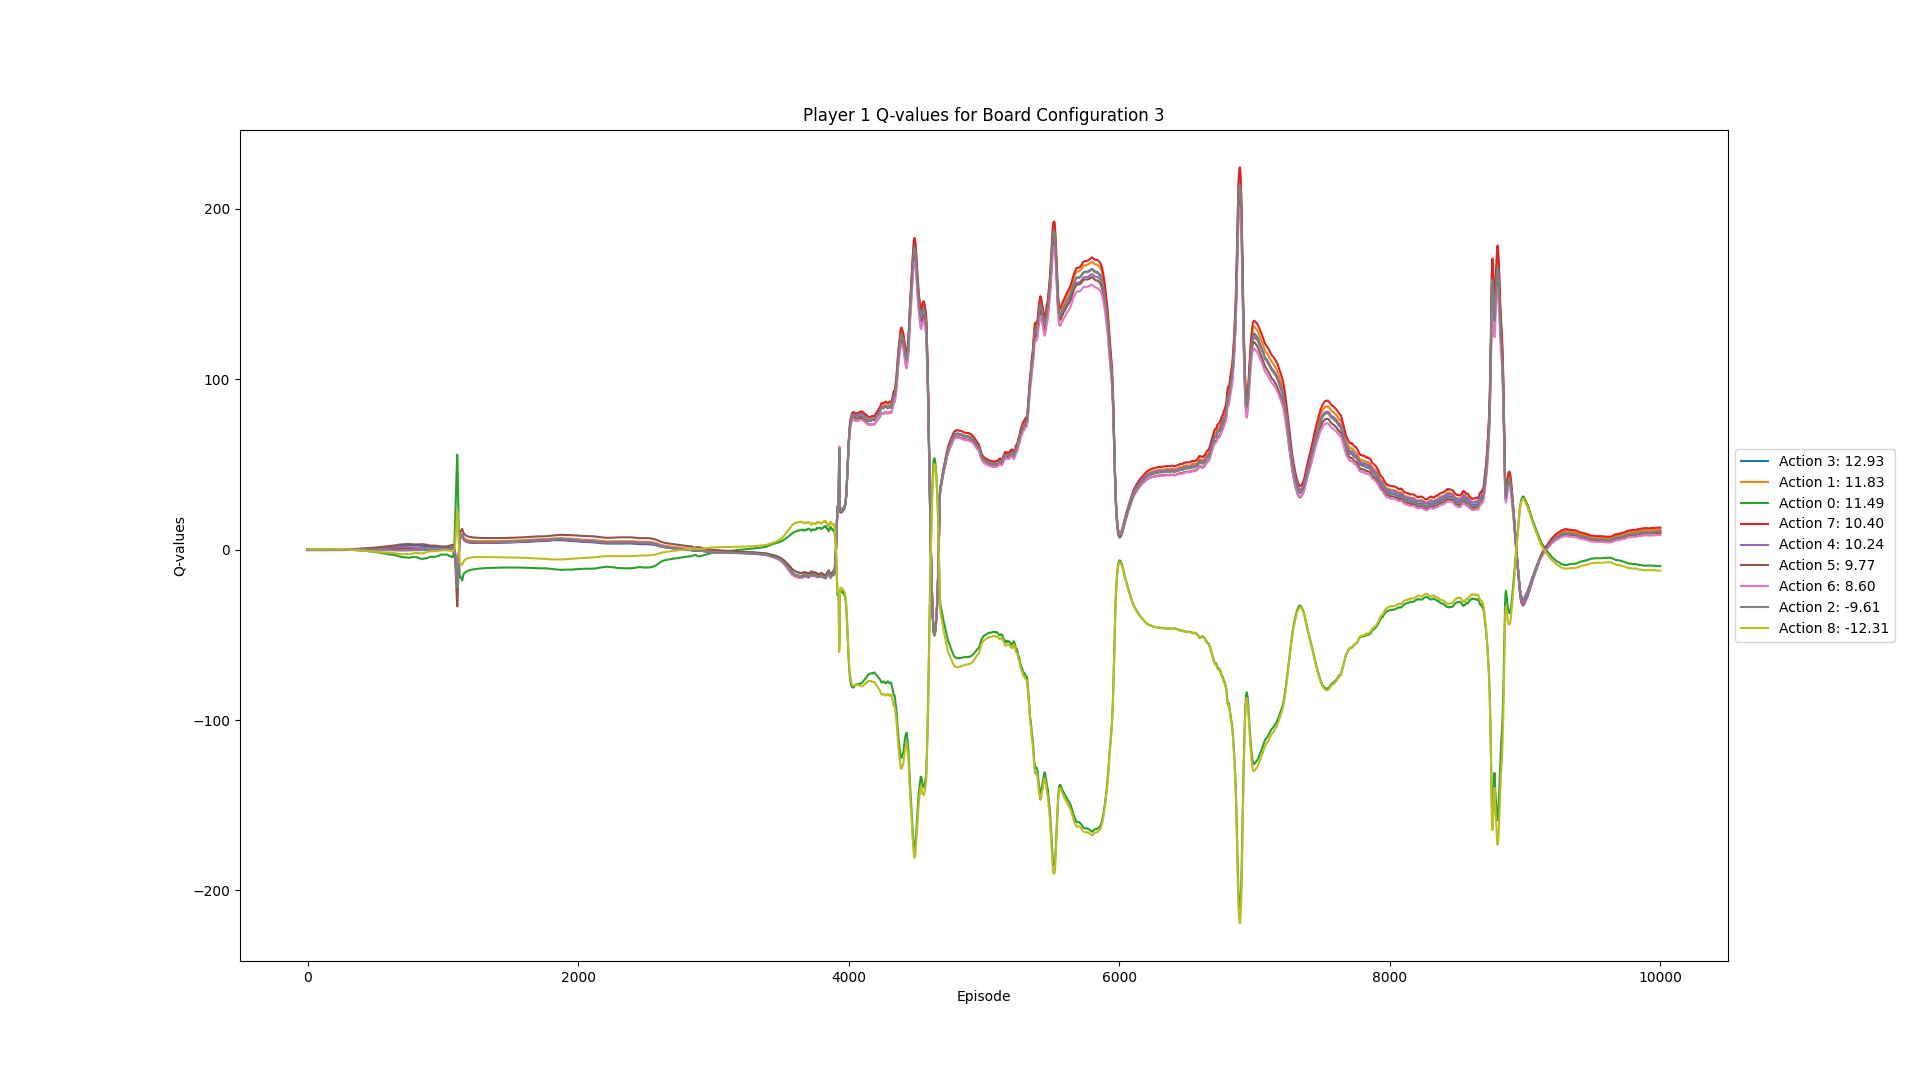 Player 1 Q-values for Board Configuration 3
Q-values
200
100
0
−100
−200
0
2000
4000
6000
8000
10000
Episode
Action 3: 12.93
Action 1: 11.83
Action 0: 11.49
Action 7: 10.40
Action 4: 10.24
Action 5: 9.77
Action 6: 8.60
Action 2: -9.61
Action 8: -12.31